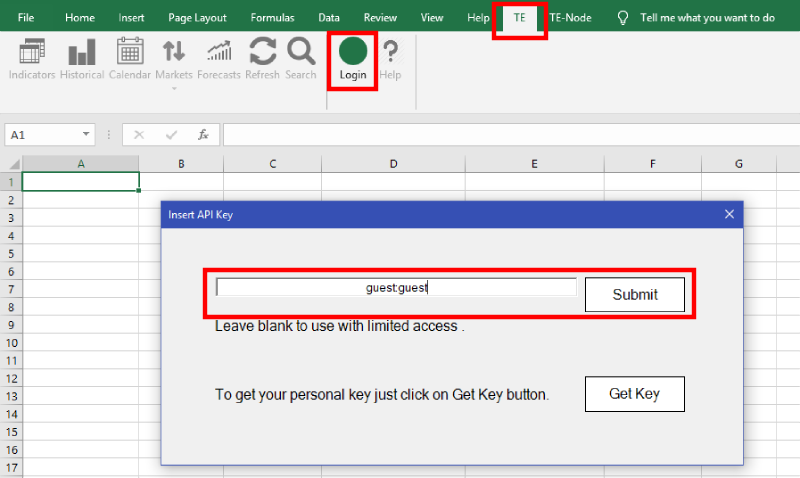 File Home Insert Page Layout Formulas Data Review View Help TE TE-Node Tell me what you want to do
Indicators Historical Calendar Markets Forecasts Refresh Search Login Help
A1 fx
A B C D E F G
1
2
Insert API Key
3
4
5
6
7
guest:guest Submit
8
Leave blank to use with limited access .
9
10
11
12
To get your personal key just click on Get Key button. Get Key
13
14
15
16
17